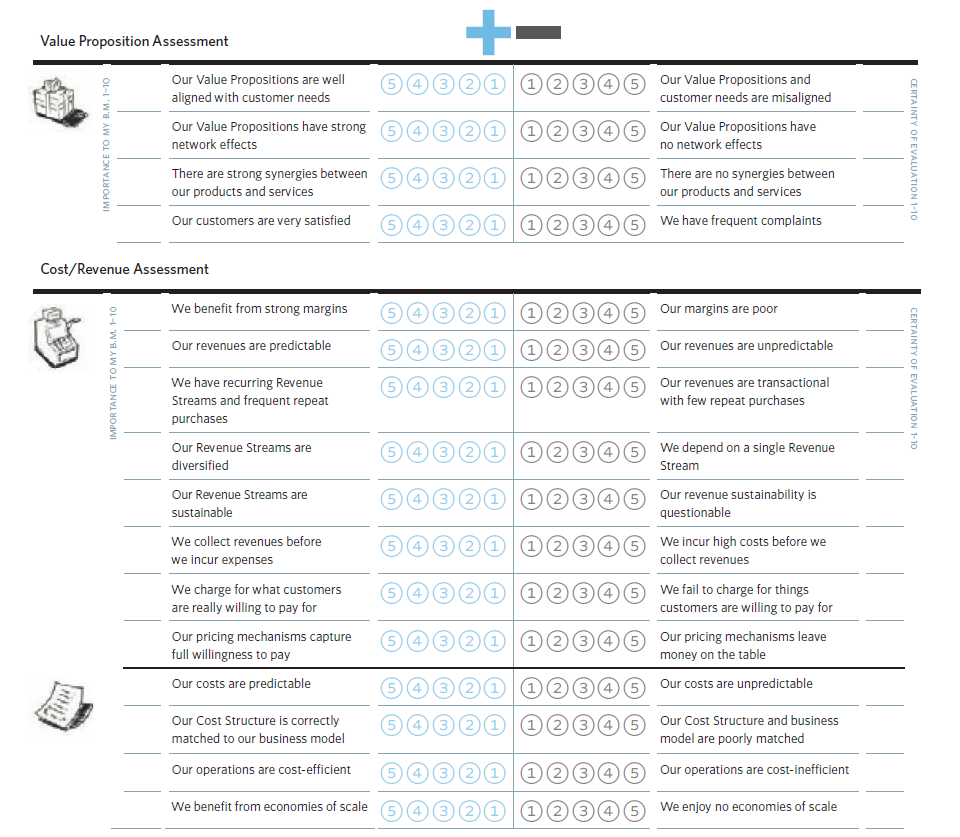 Value Proposition Assessment
IMPORTANCE TO MY B.M. 1–10
CERTAINTY OF EVALUATION 1–10
Our Value Propositions are well
aligned with customer needs
5 4 3 2 1 1 2 3 4 5
Our Value Propositions and
customer needs are misaligned
Our Value Propositions have strong
network effects
5 4 3 2 1 1 2 3 4 5
Our Value Propositions have
no network effects
There are strong synergies between
our products and services
5 4 3 2 1 1 2 3 4 5
There are no synergies between
our products and services
Our customers are very satisfied
5 4 3 2 1 1 2 3 4 5
We have frequent complaints
Cost/Revenue Assessment
IMPORTANCE TO MY B.M. 1–10
CERTAINTY OF EVALUATION 1–10
We benefit from strong margins
5 4 3 2 1 1 2 3 4 5
Our margins are poor
Our revenues are predictable
5 4 3 2 1 1 2 3 4 5
Our revenues are unpredictable
We have recurring Revenue
Streams and frequent repeat
purchases
5 4 3 2 1 1 2 3 4 5
Our revenues are transactional
with few repeat purchases
Our Revenue Streams are
diversified
5 4 3 2 1 1 2 3 4 5
We depend on a single Revenue
Stream
Our Revenue Streams are
sustainable
5 4 3 2 1 1 2 3 4 5
Our revenue sustainability is
questionable
We collect revenues before
we incur expenses
5 4 3 2 1 1 2 3 4 5
We incur high costs before we
collect revenues
We charge for what customers
are really willing to pay for
5 4 3 2 1 1 2 3 4 5
We fail to charge for things
customers are willing to pay for
Our pricing mechanisms capture
full willingness to pay
5 4 3 2 1 1 2 3 4 5
Our pricing mechanisms leave
money on the table
Our costs are predictable
5 4 3 2 1 1 2 3 4 5
Our costs are unpredictable
Our Cost Structure is correctly
matched to our business model
5 4 3 2 1 1 2 3 4 5
Our Cost Structure and business
model are poorly matched
Our operations are cost-efficient
5 4 3 2 1 1 2 3 4 5
Our operations are cost-inefficient
We benefit from economies of scale
5 4 3 2 1 1 2 3 4 5
We enjoy no economies of scale